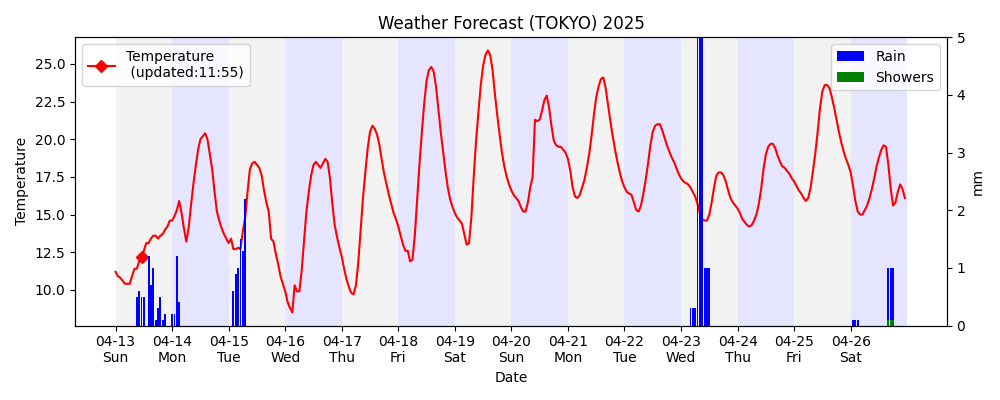 Weather Forecast (TOKYO) 2025
Temperature
(updated:11:55)
Rain
Showers
Temperature
25.0
22.5
20.0
17.5
15.0
12.5
10.0
5
4
3
2
1
0
mm
04-13 04-14 04-15 04-16 04-17 04-18 04-19 04-20 04-21 04-22 04-23 04-24 04-25 04-26
Sun Mon Tue Wed Thu Fri Sat Sun Mon Tue Wed Thu Fri Sat
Date